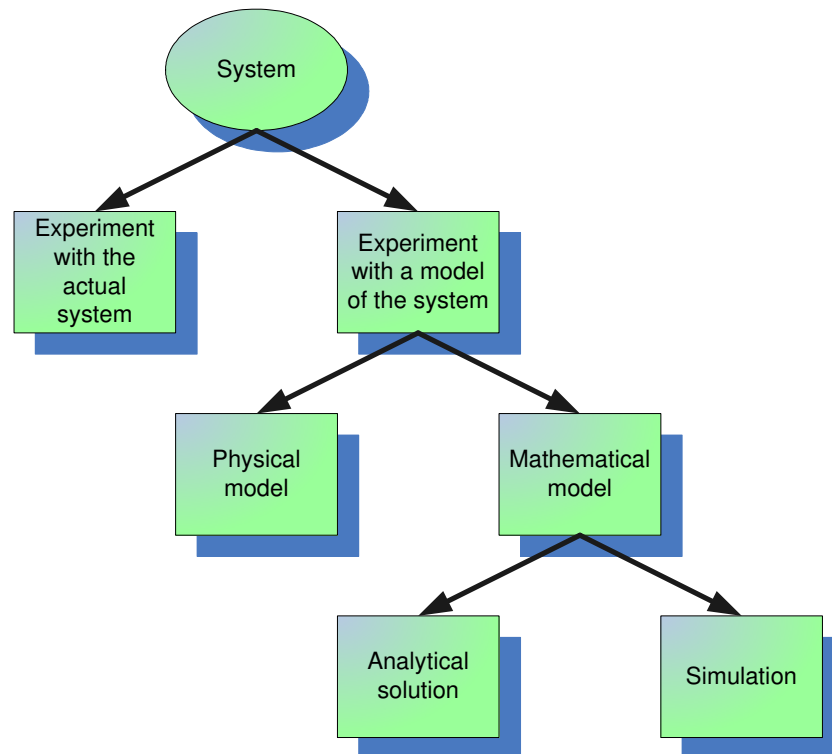 System
Experiment
with the
actual
system
Experiment
with a model
of the system
Physical
model
Mathematical
model
Analytical
solution
Simulation